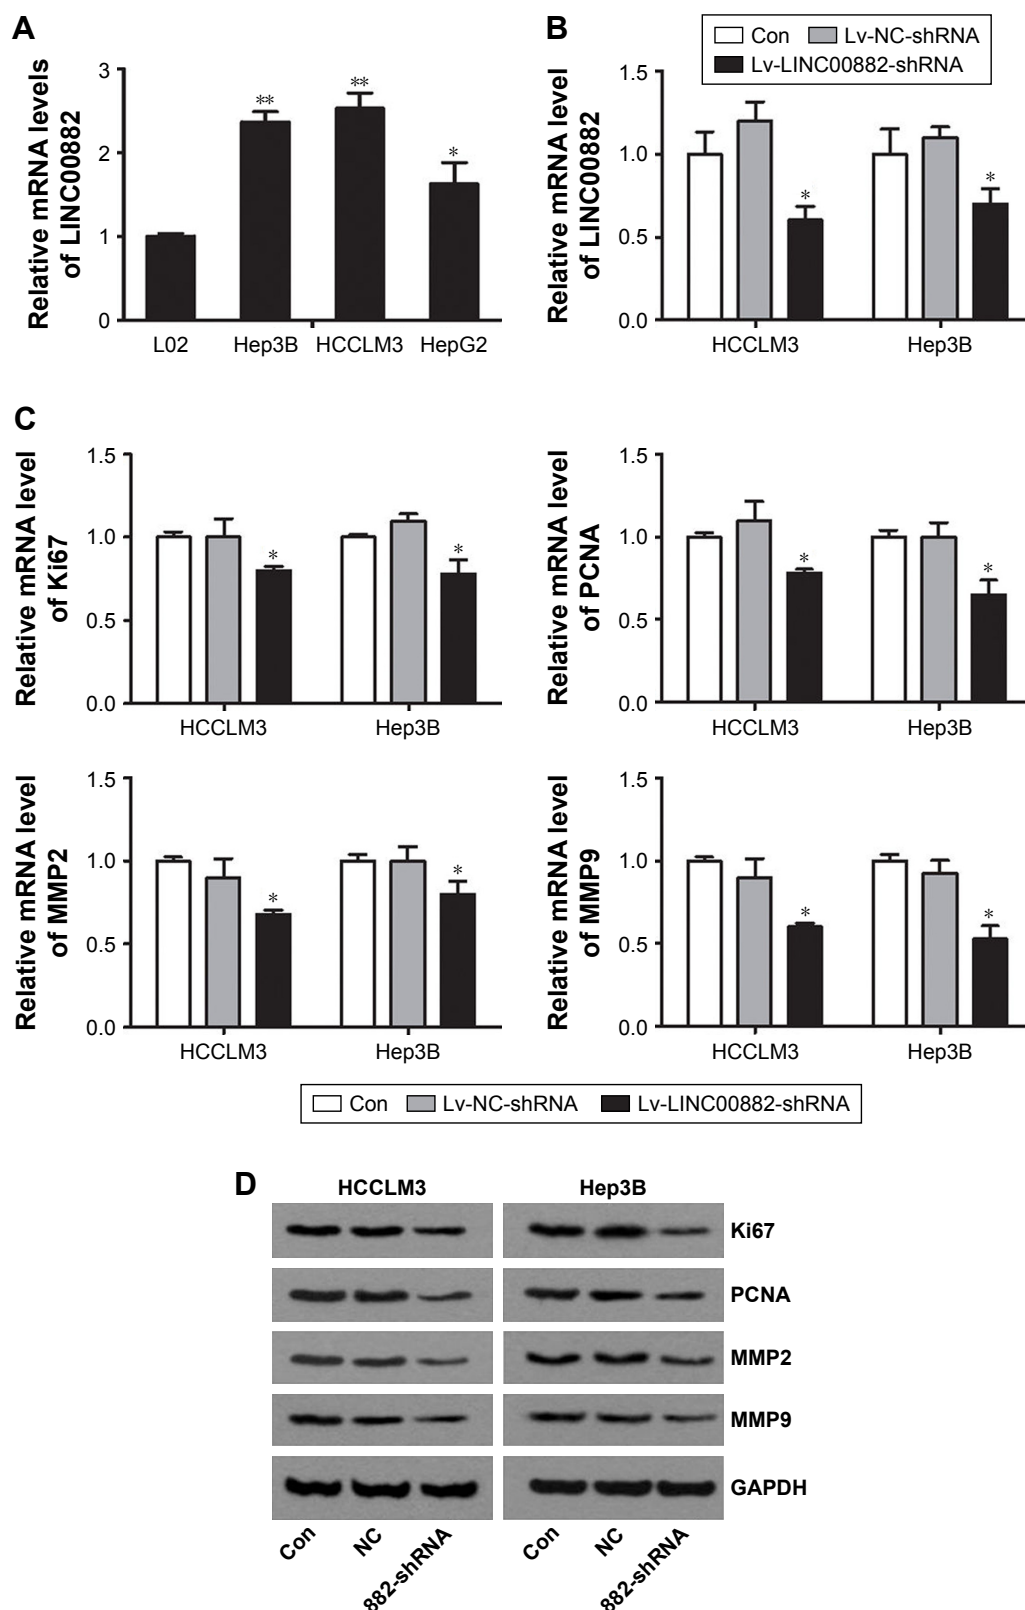 A
Relative mRNA levels
of LINC00882
3
2
1
0
**
**
*
L02 Hep3B HCCLM3 HepG2
B
Con Lv-NC-shRNA
Lv-LINC00882-shRNA
Relative mRNA level
of LINC00882
1.5
1.0
0.5
0.0
*
*
HCCLM3 Hep3B
C
Relative mRNA level
of Ki67
1.5
1.0
0.5
0.0
*
*
HCCLM3 Hep3B
Relative mRNA level
of PCNA
1.5
1.0
0.5
0.0
*
*
HCCLM3 Hep3B
Relative mRNA level
of MMP2
1.5
1.0
0.5
0.0
*
*
HCCLM3 Hep3B
Relative mRNA level
of MMP9
1.5
1.0
0.5
0.0
*
*
HCCLM3 Hep3B
Con Lv-NC-shRNA Lv-LINC00882-shRNA
D
HCCLM3 Hep3B
Ki67
PCNA
MMP2
MMP9
GAPDH
Con NC 882-shRNA Con NC 882-shRNA